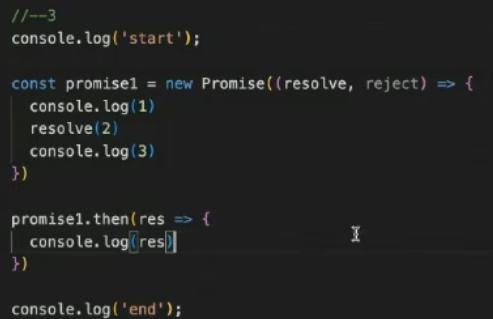 //--3
console.log('start');
const promise1 = new Promise((resolve, reject) => {
console.log(1)
resolve(2)
console.log(3)
})
promise1.then(res => {
console.log(res)
})
console.log('end');